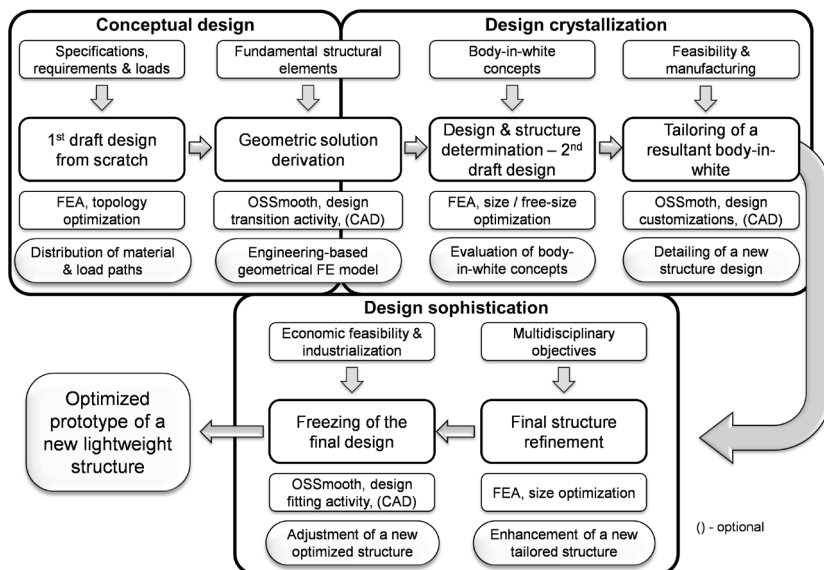 Conceptual design
Specifications,
requirements & loads
1st draft design
from scratch
FEA, topology
optimization
Distribution of material
& load paths
Fundamental structural
elements
Geometric solution
derivation
OSSmooth, design
transition activity, (CAD)
Engineering-based
geometrical FE model
Design crystallization
Body-in-white
concepts
Design & structure
determination – 2nd
draft design
FEA, size / free-size
optimization
Evaluation of body-
in-white concepts
Feasibility &
manufacturing
Tailoring of a
resultant body-in-
white
OSSmooth, design
customizations, (CAD)
Detailing of a new
structure design
Design sophistication
Multidisciplinary
objectives
Final structure
refinement
FEA, size optimization
Enhancement of a new
tailored structure
Economic feasibility &
industrialization
Freezing of the
final design
OSSmooth, design
fitting activity, (CAD)
Adjustment of a new
optimized structure
Optimized
prototype of a
new lightweight
structure
() - optional